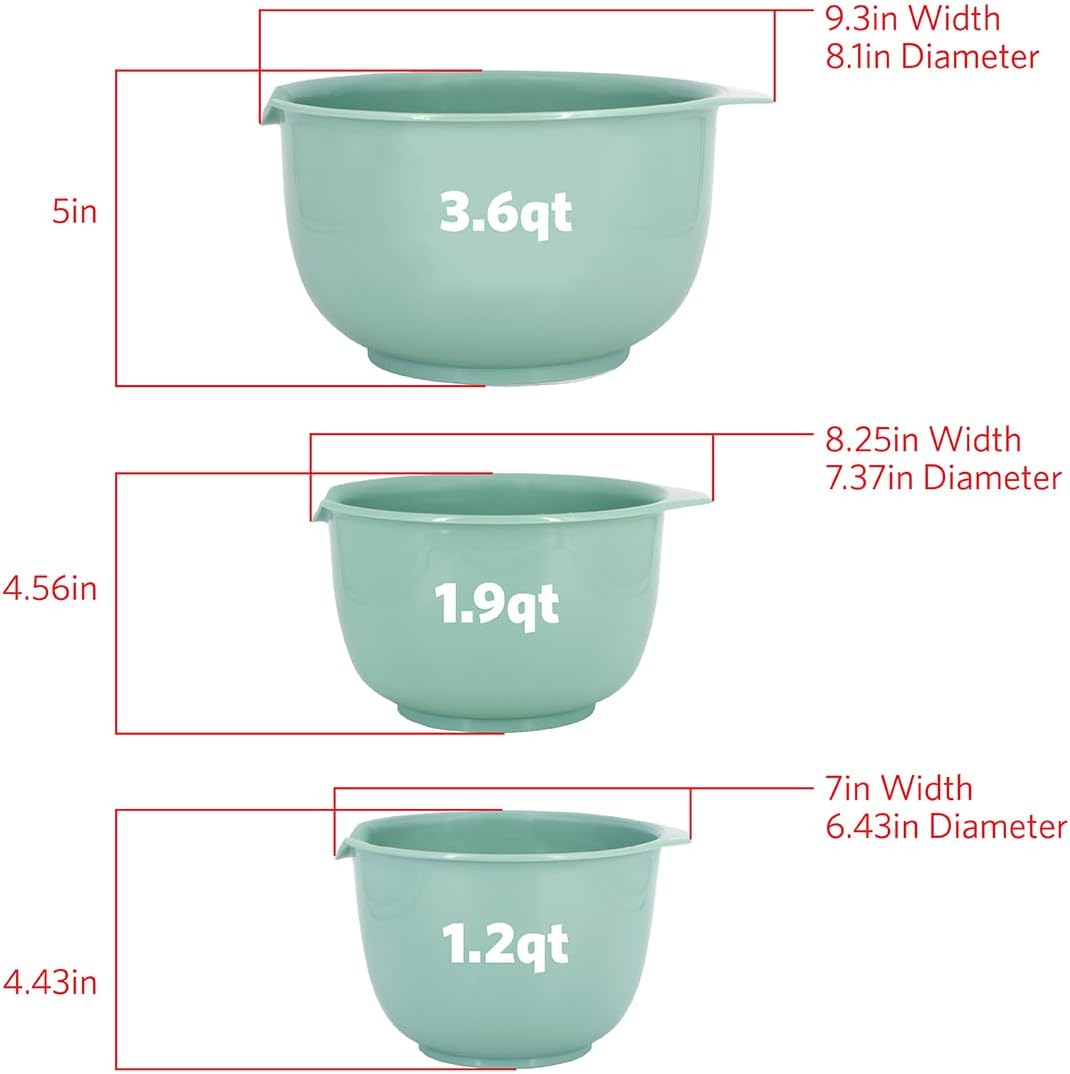 9.3in Width
8.1in Diameter
5in
3.6qt
8.25in Width
7.37in Diameter
4.56in
1.9qt
7in Width
6.43in Diameter
4.43in
1.2qt